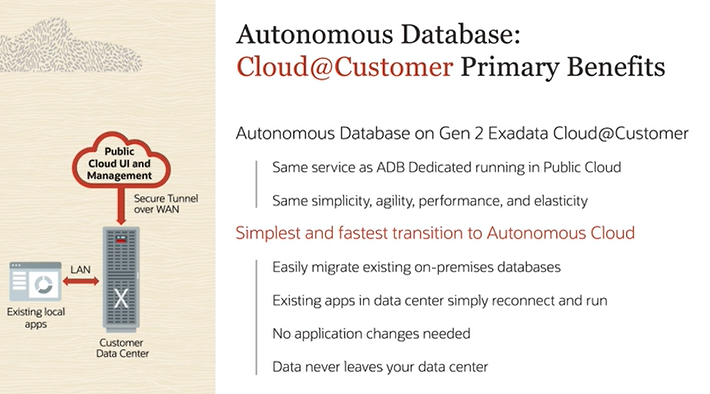 Autonomous Database:
Cloud@Customer Primary Benefits
Public
Cloud UI and
Management
Secure Tunnel
over WAN
LAN
X
Existing local
apps
Customer
Data Center
Autonomous Database on Gen 2 Exadata Cloud@Customer
Same service as ADB Dedicated running in Public Cloud
Same simplicity, agility, performance, and elasticity
Simplest and fastest transition to Autonomous Cloud
Easily migrate existing on-premises databases
Existing apps in data center simply reconnect and run
No application changes needed
Data never leaves your data center